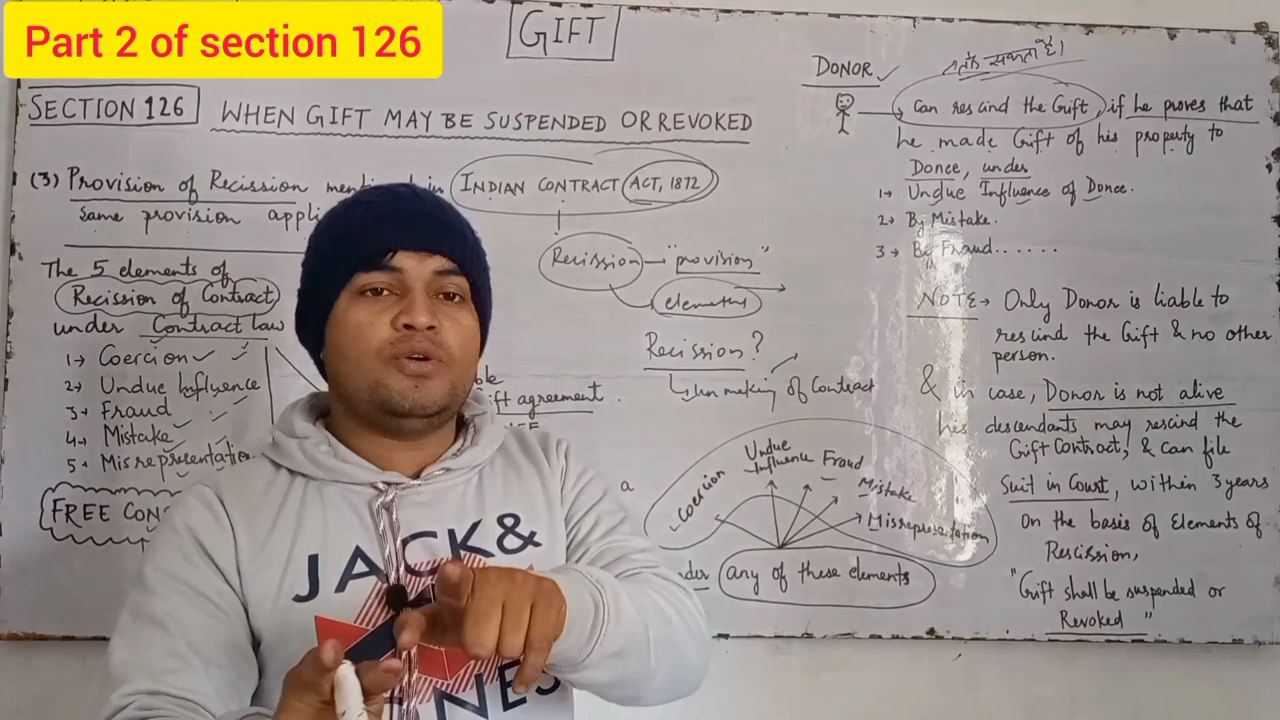 Part 2 of section 126
GIFT
SECTION 126
WHEN GIFT MAY BE SUSPENDED OR REVOKED
(3) Provision of Recission in INDIAN CONTRACT ACT, 1872
same provision
The 5 elements of
Recission of Contract
under Contract law
1→ Coercion
2→ Undue Influence
3→ Fraud
4→ Mistake
5→ Misrepresentation
FREE
agreement.
Recission — "provision"
elements
Recission?
of Contract
Coercion
Undue
Influence
Fraud
Mistake
Misrepresentation
a
any of these elements
DONOR
can rescind the Gift, if he proves that
he made Gift of his property to
Donee, under
1→ Undue Influence of Donee.
2→ By Mistake.
3→ By Fraud......
NOTE→ Only Donor is liable to
rescind the Gift & no other
person.
& in case, Donor is not alive
his descendants may rescind the
Gift Contract, & can file
Suit in Court, within 3 years
on the basis of Elements of
Rescission,
"Gift shall be suspended or
Revoked"
JACK&
NES